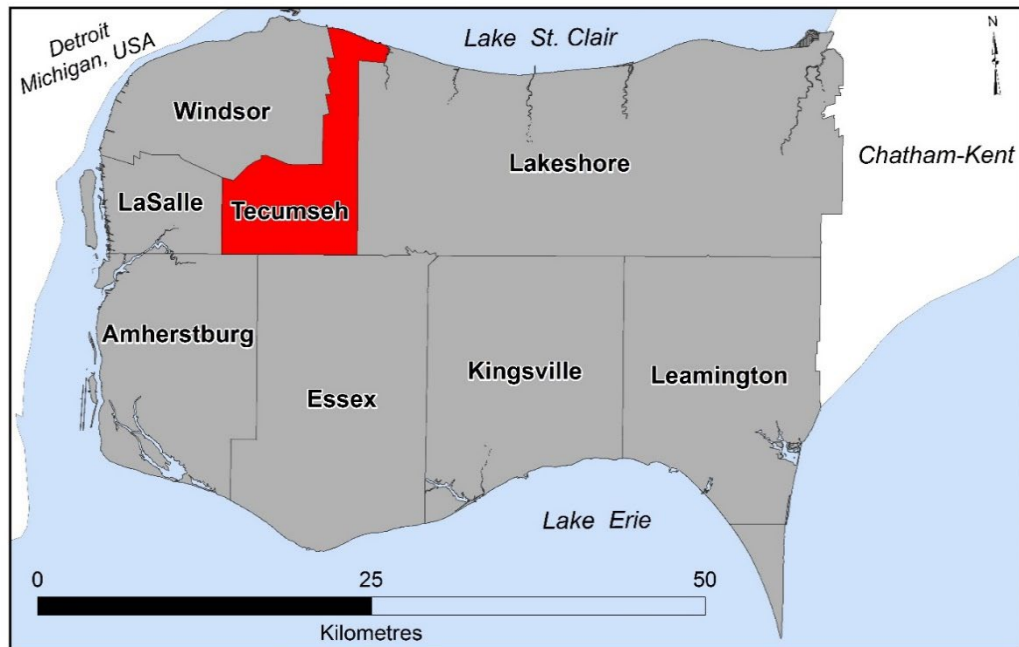 Detroit
Michigan, USA
Lake St. Clair
N
Windsor
Lakeshore
Chatham-Kent
LaSalle
Tecumseh
Amherstburg
Essex
Kingsville
Leamington
Lake Erie
0 25 50
Kilometres